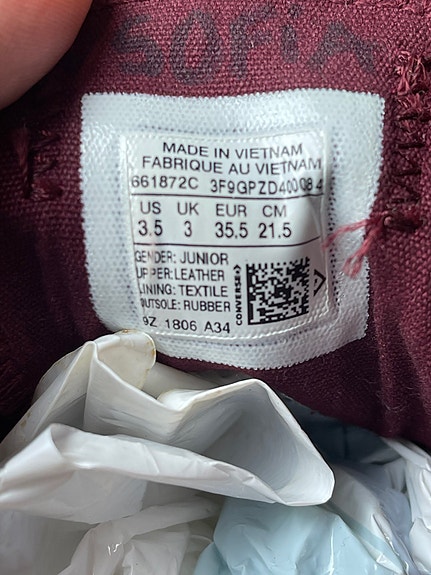 SOFiA
MADE IN VIETNAM
FABRIQUE AU VIETNAM
661872C 3F9GPZD400084
US UK EUR CM
3.5 3 35.5 21.5
GENDER: JUNIOR
UPPER: LEATHER
LINING: TEXTILE
OUTSOLE: RUBBER
CONVERSE
9Z 1806 A34